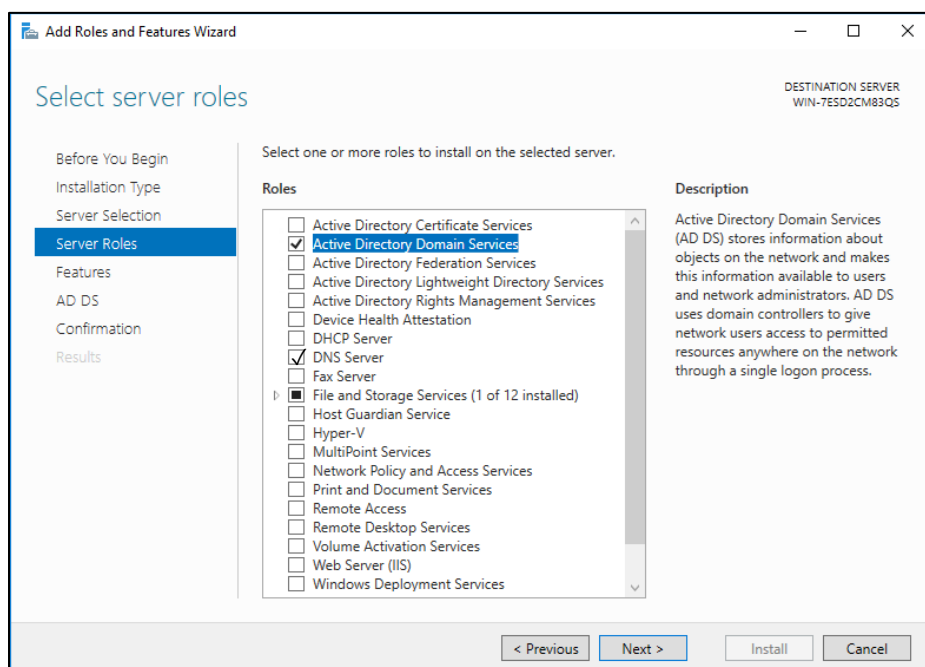 Add Roles and Features Wizard
Select server roles
DESTINATION SERVER
WIN-7ESD2CM83QS
Before You Begin
Installation Type
Server Selection
Server Roles
Features
AD DS
Confirmation
Results
Select one or more roles to install on the selected server.
Roles
Active Directory Certificate Services
Active Directory Domain Services
Active Directory Federation Services
Active Directory Lightweight Directory Services
Active Directory Rights Management Services
Device Health Attestation
DHCP Server
DNS Server
Fax Server
File and Storage Services (1 of 12 installed)
Host Guardian Service
Hyper-V
MultiPoint Services
Network Policy and Access Services
Print and Document Services
Remote Access
Remote Desktop Services
Volume Activation Services
Web Server (IIS)
Windows Deployment Services
Description
Active Directory Domain Services
(AD DS) stores information about
objects on the network and makes
this information available to users
and network administrators. AD DS
uses domain controllers to give
network users access to permitted
resources anywhere on the network
through a single logon process.
< Previous
Next >
Install
Cancel